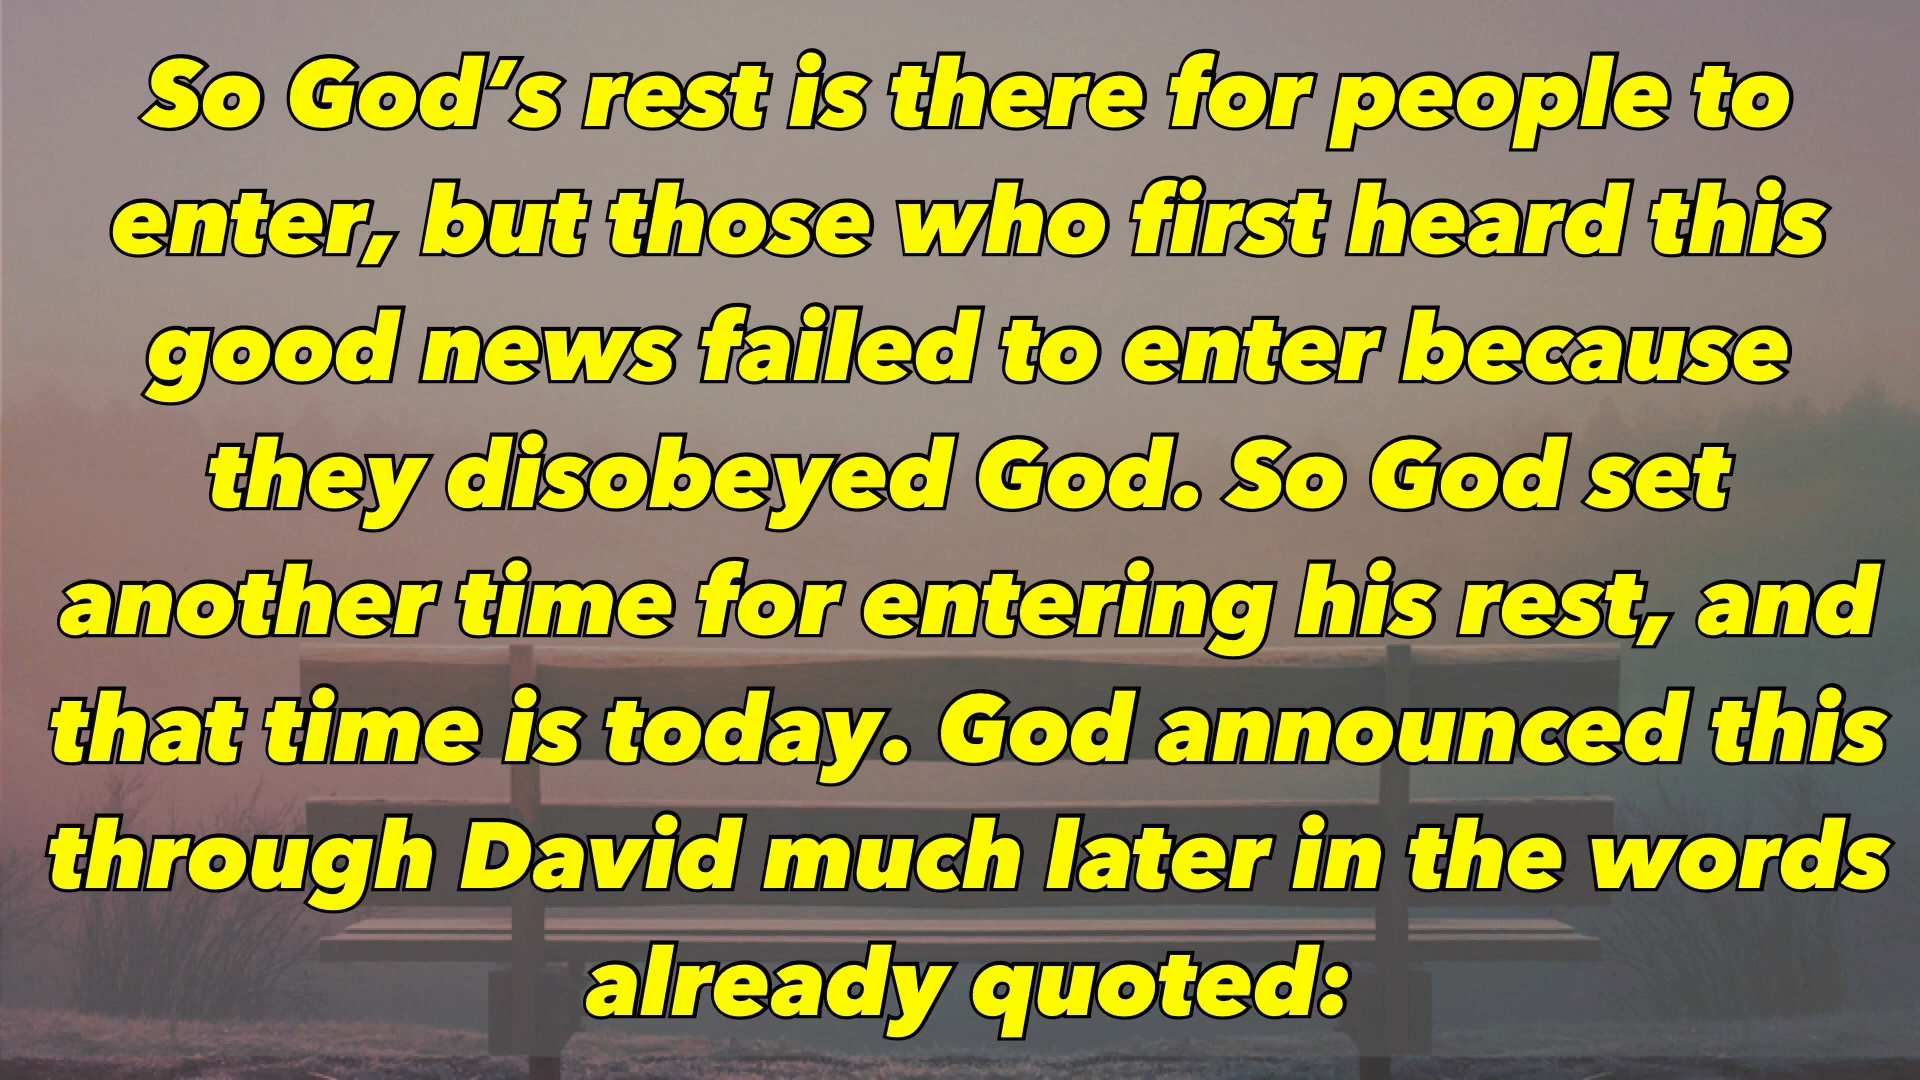 So God’s rest is there for people to
enter, but those who first heard this
good news failed to enter because
they disobeyed God. So God set
another time for entering his rest, and
that time is today. God announced this
through David much later in the words
already quoted: